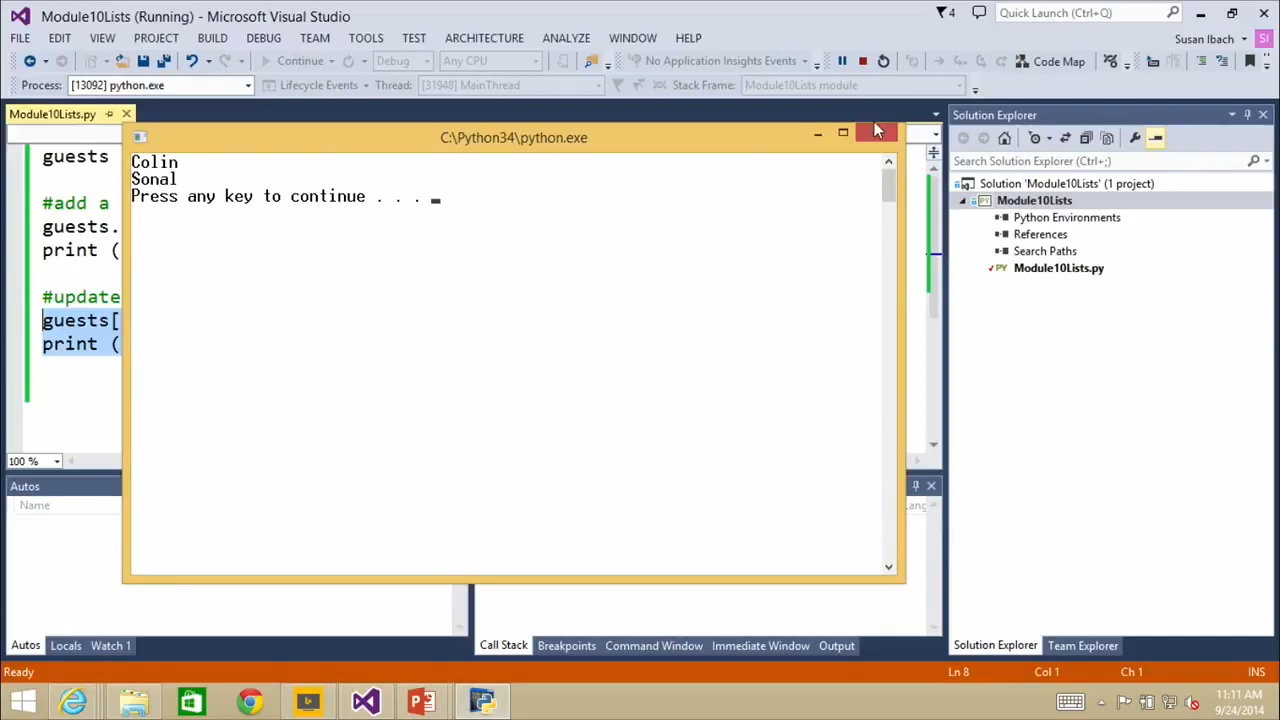 Module10Lists (Running) - Microsoft Visual Studio
4
Quick Launch (Ctrl+Q)
FILE EDIT VIEW PROJECT BUILD DEBUG TEAM TOOLS TEST ARCHITECTURE ANALYZE WINDOW HELP
Susan Ibach
SI
Continue Debug Any CPU No Application Insights Events Code Map
Process: [13092] python.exe Lifecycle Events Thread: [31948] MainThread Stack Frame: Module10Lists module
Module10Lists.py
C:\Python34\python.exe
Colin
Sonal
Press any key to continue . . .
guests
#add a
guests.
print (
#update
guests[
print (
100 %
Autos
Name
Lang
Autos Locals Watch 1
Call Stack Breakpoints Command Window Immediate Window Output
Solution Explorer
Search Solution Explorer (Ctrl+;)
Solution 'Module10Lists' (1 project)
PY Module10Lists
Python Environments
References
Search Paths
PY Module10Lists.py
Solution Explorer Team Explorer
Ready Ln 8 Col 1 Ch 1 INS
11:11 AM
9/24/2014